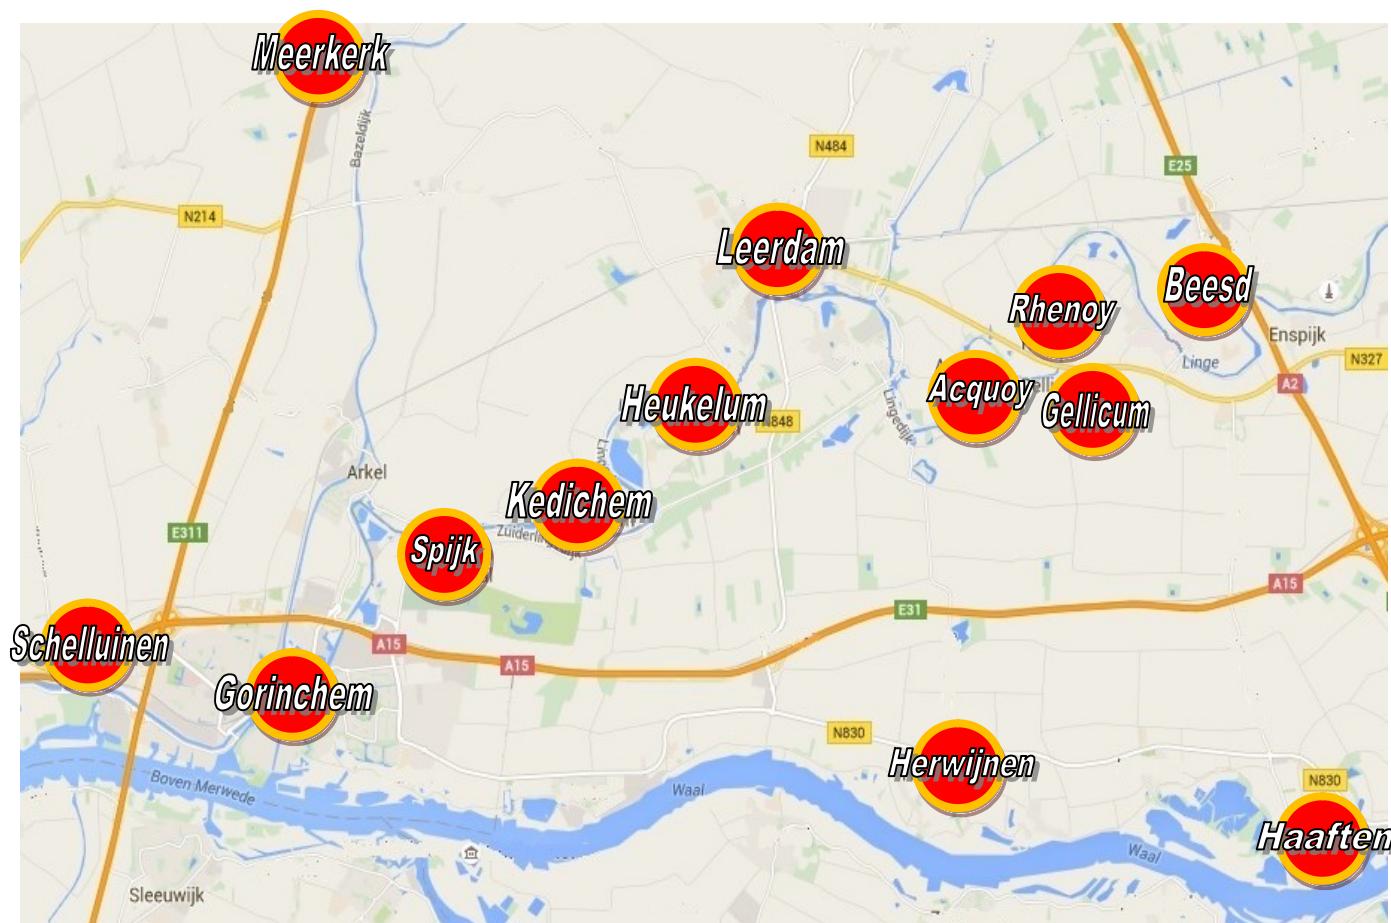 Meerkerk
Bazeldijk
N484
E25
N214
Leerdam
Beesd
Rhenoy
Enspijk
Linge
N327
A2
Acquoy
Gellicum
Heukelum
N848
Lingedijk
Arkel
Kedichem
E311
Spijk
A15
E31
Schelluinen
A15
A15
Gorinchem
N830
Herwijnen
Boven Merwede
Waal
N830
Haaften
Waal
Sleeuwijk